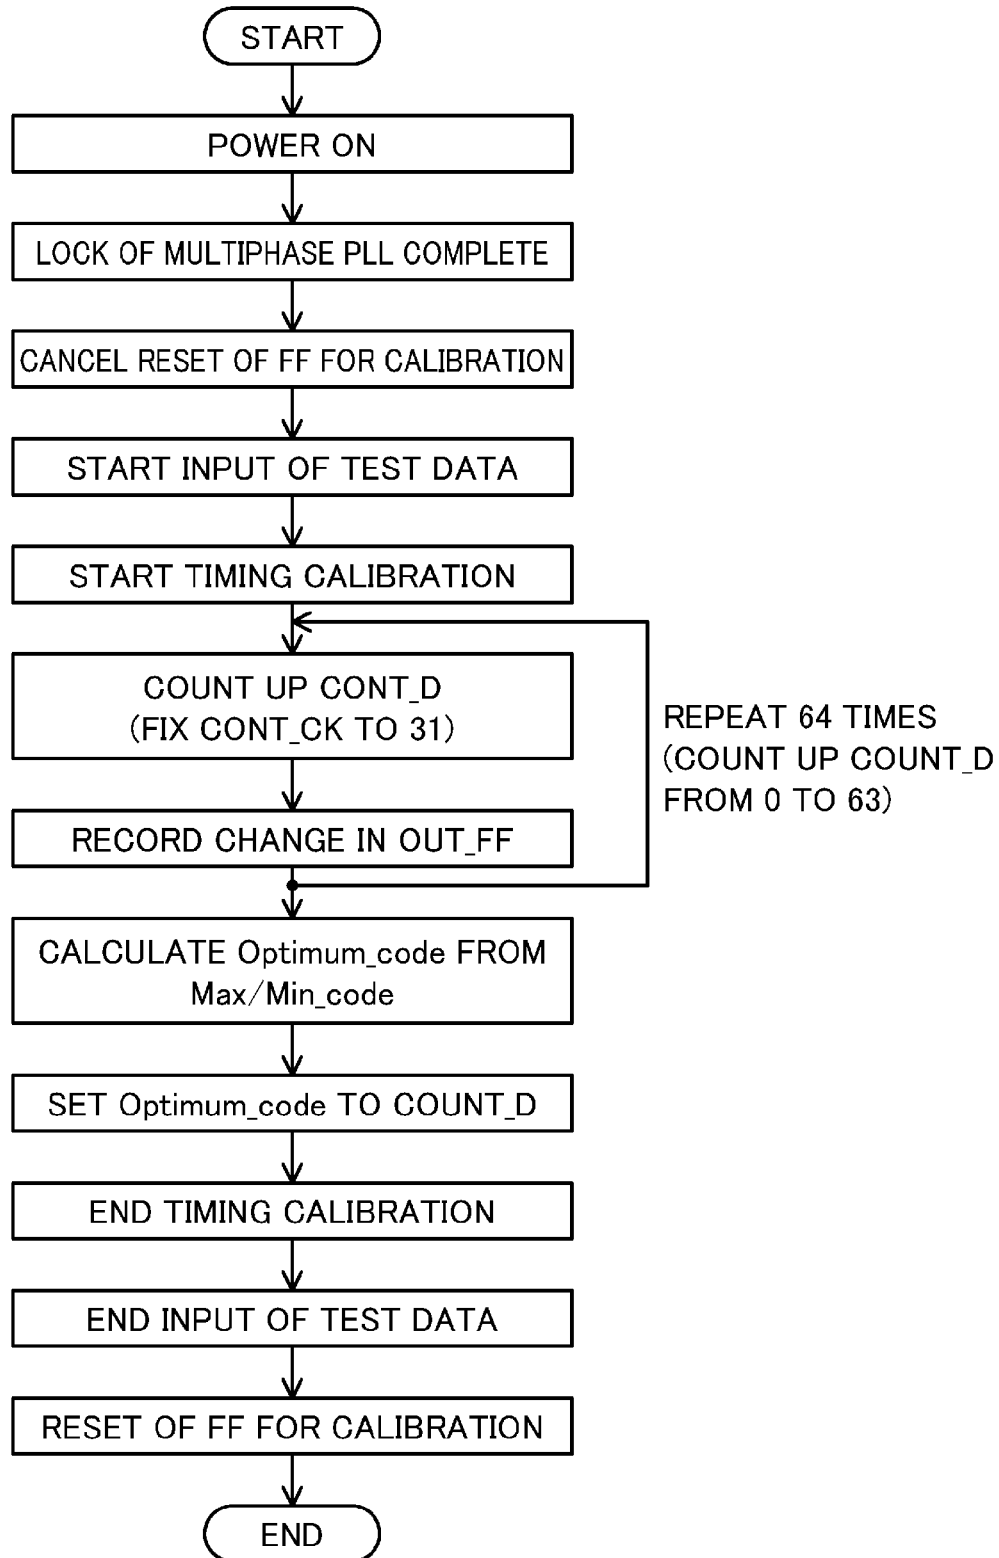 START
POWER ON
LOCK OF MULTIPHASE PLL COMPLETE
CANCEL RESET OF FF FOR CALIBRATION
START INPUT OF TEST DATA
START TIMING CALIBRATION
COUNT UP CONT_D
(FIX CONT_CK TO 31)
RECORD CHANGE IN OUT_FF
REPEAT 64 TIMES
(COUNT UP COUNT_D
FROM 0 TO 63)
CALCULATE Optimum_code FROM
Max/Min_code
SET Optimum_code TO COUNT_D
END TIMING CALIBRATION
END INPUT OF TEST DATA
RESET OF FF FOR CALIBRATION
END